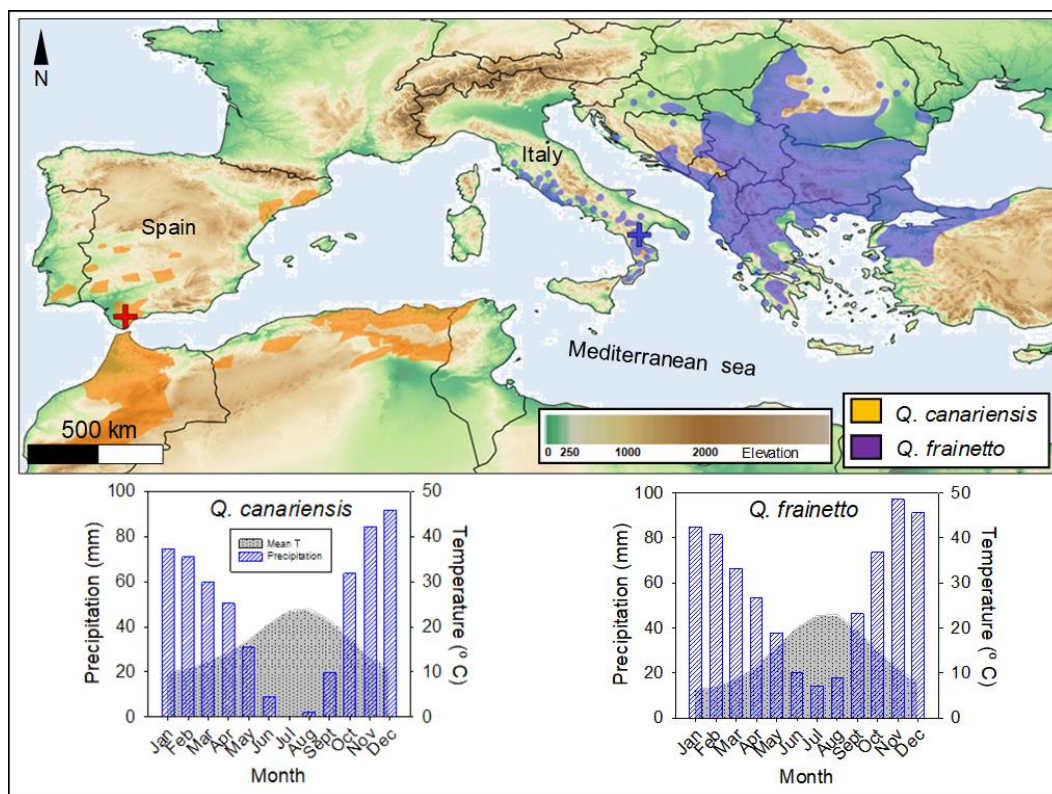 N
Italy
Spain
Mediterranean sea
500 km
0 250 1000 2000 Elevation
Q. canariensis
Q. frainetto
Q. canariensis
Mean T
Precipitation
100
80
60
40
20
0
Precipitation (mm)
50
40
30
20
10
0
Temperature (º C)
Jan Feb Mar Apr May Jun Jul Aug Sept Oct Nov Dec
Month
Q. frainetto
100
80
60
40
20
0
Precipitation (mm)
50
40
30
20
10
0
Temperature (º C)
Jan Feb Mar Apr May Jun Jul Aug Sept Oct Nov Dec
Month